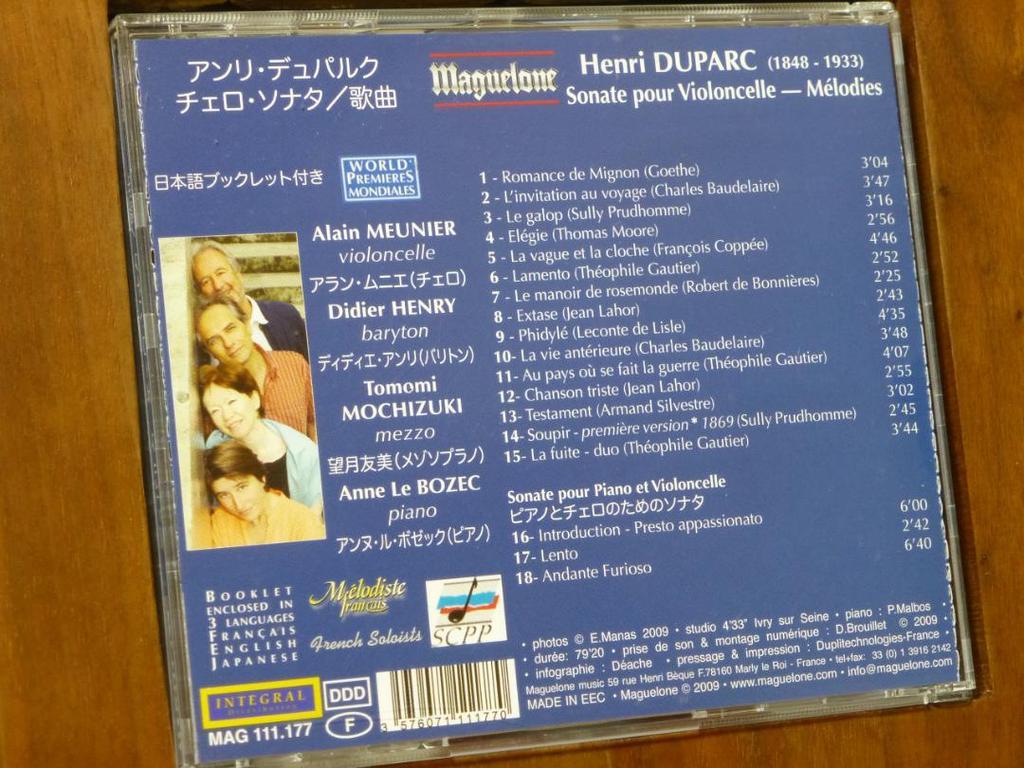 アンリ・デュパルク
チェロ・ソナタ／歌曲
Maguelone
Henri DUPARC (1848 - 1933)
Sonate pour Violoncelle — Mélodies
日本語ブックレット付き
WORLD PREMIERES
MONDIALES
Alain MEUNIER
violoncelle
アラン・ムニエ(チェロ)
Didier HENRY
baryton
ディディエ・アンリ(バリトン)
Tomomi
MOCHIZUKI
mezzo
望月友美(メゾソプラノ)
Anne Le BOZEC
piano
アンヌ・ル・ボゼック(ピアノ)
1 - Romance de Mignon (Goethe) 3'04
2 - L'invitation au voyage (Charles Baudelaire) 3'47
3 - Le galop (Sully Prudhomme) 3'16
4 - Elégie (Thomas Moore) 2'56
5 - La vague et la cloche (François Coppée) 4'46
6 - Lamento (Théophile Gautier) 2'52
7 - Le manoir de rosemonde (Robert de Bonnières) 2'25
8 - Extase (Jean Lahor) 2'43
9 - Phidylé (Leconte de Lisle) 4'35
10- La vie antérieure (Charles Baudelaire) 3'48
11- Au pays où se fait la guerre (Théophile Gautier) 4'07
12- Chanson triste (Jean Lahor) 2'55
13- Testament (Armand Silvestre) 3'02
14- Soupir - première version* 1869 (Sully Prudhomme) 2'45
15- La fuite - duo (Théophile Gautier) 3'44
Sonate pour Piano et Violoncelle
ピアノとチェロのためのソナタ
16- Introduction - Presto appassionato 6'00
17- Lento 2'42
18- Andante Furioso 6'40
BOOKLET
ENCLOSED IN
3 LANGUAGES
FRANÇAIS
ENGLISH
JAPANESE
Mélodiste
français
French Soloists
SCPP
INTEGRAL
Distribution
DDD
F
MAG 111.177
3 576071 111770
• photos © E.Manas 2009 • studio 4'33" Ivry sur Seine • piano : P.Malbos
• durée: 79'20 • prise de son & montage numérique : D.Brouillet © 2009 •
• infographie : Déache • pressage & impression : Duplitechnologies-France •
Maguelone music 59 rue Henri Bèque F.78160 Marly le Roi - France • tel+fax: 33 (0) 1 3916 2142
MADE IN EEC • Maguelone © 2009 • www.maguelone.com • info@maguelone.com